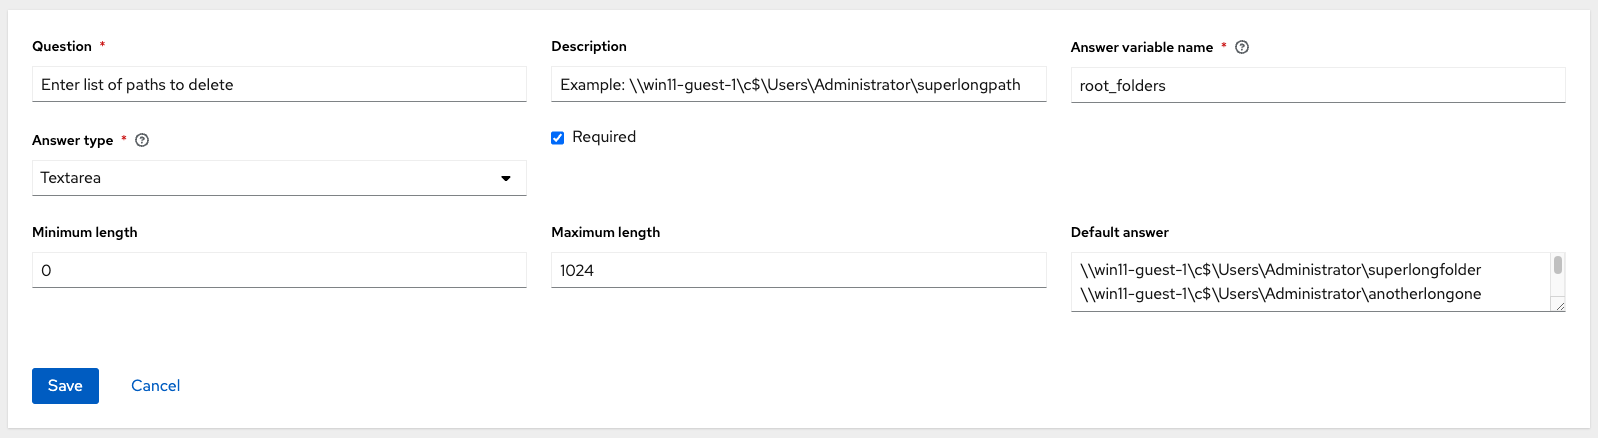 Question *
Description
Answer variable name *
Enter list of paths to delete
Example: \\win11-guest-1\c$\Users\Administrator\superlongpath
root_folders
Answer type *
Required
Textarea
Minimum length
Maximum length
Default answer
0
1024
\\win11-guest-1\c$\Users\Administrator\superlongfolder
\\win11-guest-1\c$\Users\Administrator\anotherlongone
Save
Cancel